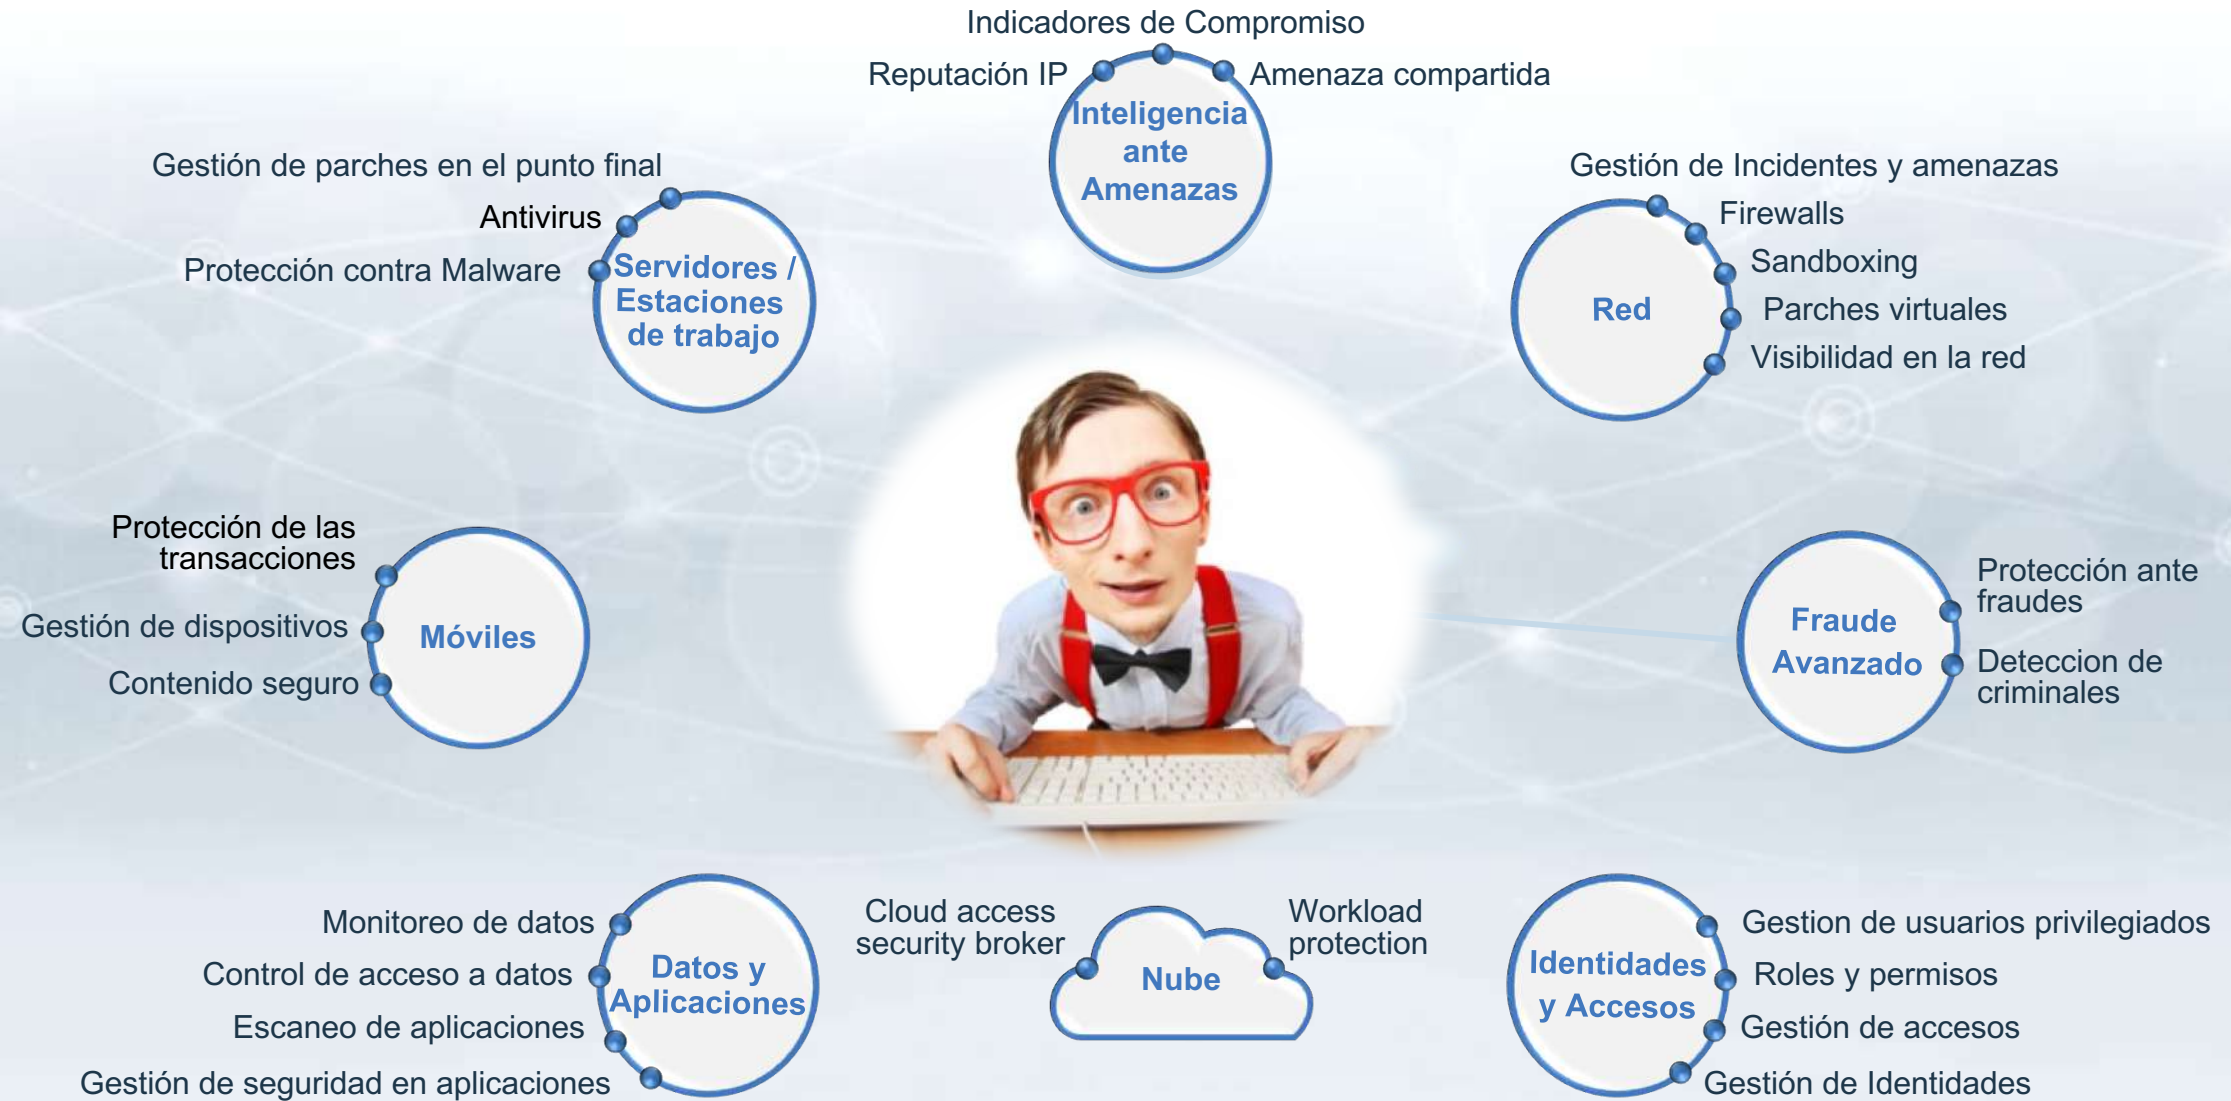 Indicadores de Compromiso
Reputación IP
Amenaza compartida
Inteligencia
ante
Amenazas
Gestión de parches en el punto final
Antivirus
Protección contra Malware
Servidores /
Estaciones
de trabajo
Gestión de Incidentes y amenazas
Firewalls
Sandboxing
Parches virtuales
Visibilidad en la red
Red
Protección de las
transacciones
Gestión de dispositivos
Contenido seguro
Móviles
Protección ante
fraudes
Deteccion de
criminales
Fraude
Avanzado
Monitoreo de datos
Control de acceso a datos
Escaneo de aplicaciones
Gestión de seguridad en aplicaciones
Datos y
Aplicaciones
Cloud access
security broker
Workload
protection
Nube
Identidades
y Accesos
Gestion de usuarios privilegiados
Roles y permisos
Gestión de accesos
Gestión de Identidades